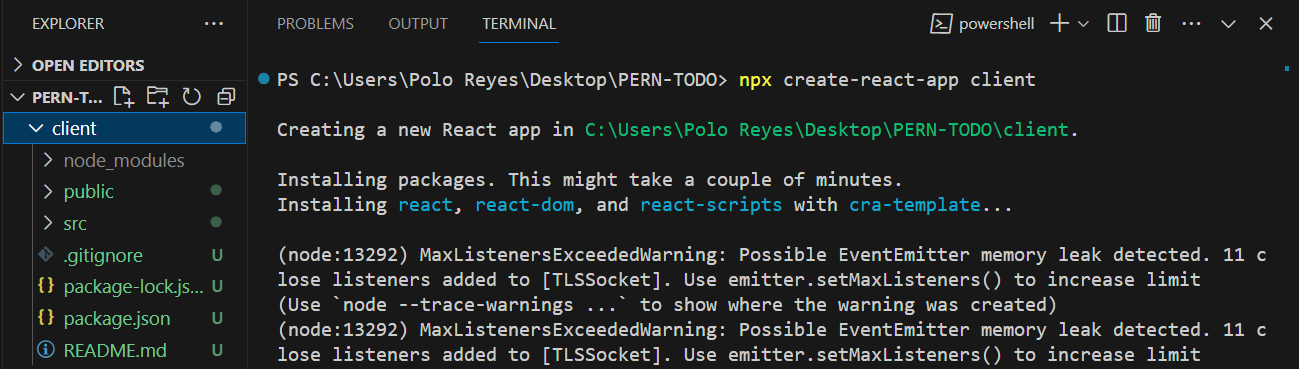 EXPLORER ...
OPEN EDITORS
PERN-T...
client
node_modules
public
src
.gitignore U
{} package-lock.js... U
{} package.json U
README.md U
PROBLEMS OUTPUT TERMINAL
powershell
PS C:\Users\Polo Reyes\Desktop\PERN-TODO> npx create-react-app client
Creating a new React app in C:\Users\Polo Reyes\Desktop\PERN-TODO\client.
Installing packages. This might take a couple of minutes.
Installing react, react-dom, and react-scripts with cra-template...
(node:13292) MaxListenersExceededWarning: Possible EventEmitter memory leak detected. 11 c
lose listeners added to [TLSSocket]. Use emitter.setMaxListeners() to increase limit
(Use `node --trace-warnings ...` to show where the warning was created)
(node:13292) MaxListenersExceededWarning: Possible EventEmitter memory leak detected. 11 c
lose listeners added to [TLSSocket]. Use emitter.setMaxListeners() to increase limit